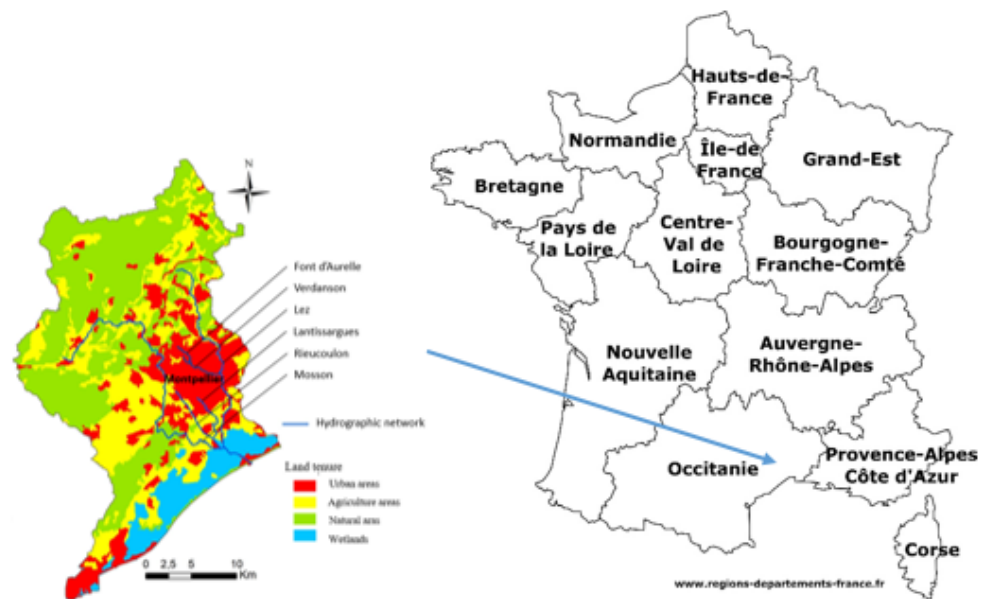 N
Font d'Aurelle
Verdanson
Lez
Lantissargues
Rieucoulon
Mosson
Montpellier
Hydrographic network
Land tenure
Urban areas
Agriculture areas
Natural area
Wetlands
0 2.5 5 10
Km
Hauts-de-
France
Normandie
Île-de
France
Grand-Est
Bretagne
Pays de
la Loire
Centre-
Val de
Loire
Bourgogne-
Franche-Comté
Nouvelle
Aquitaine
Auvergne-
Rhône-Alpes
Occitanie
Provence-Alpes
Côte d'Azur
Corse
www.regions-departements-france.fr